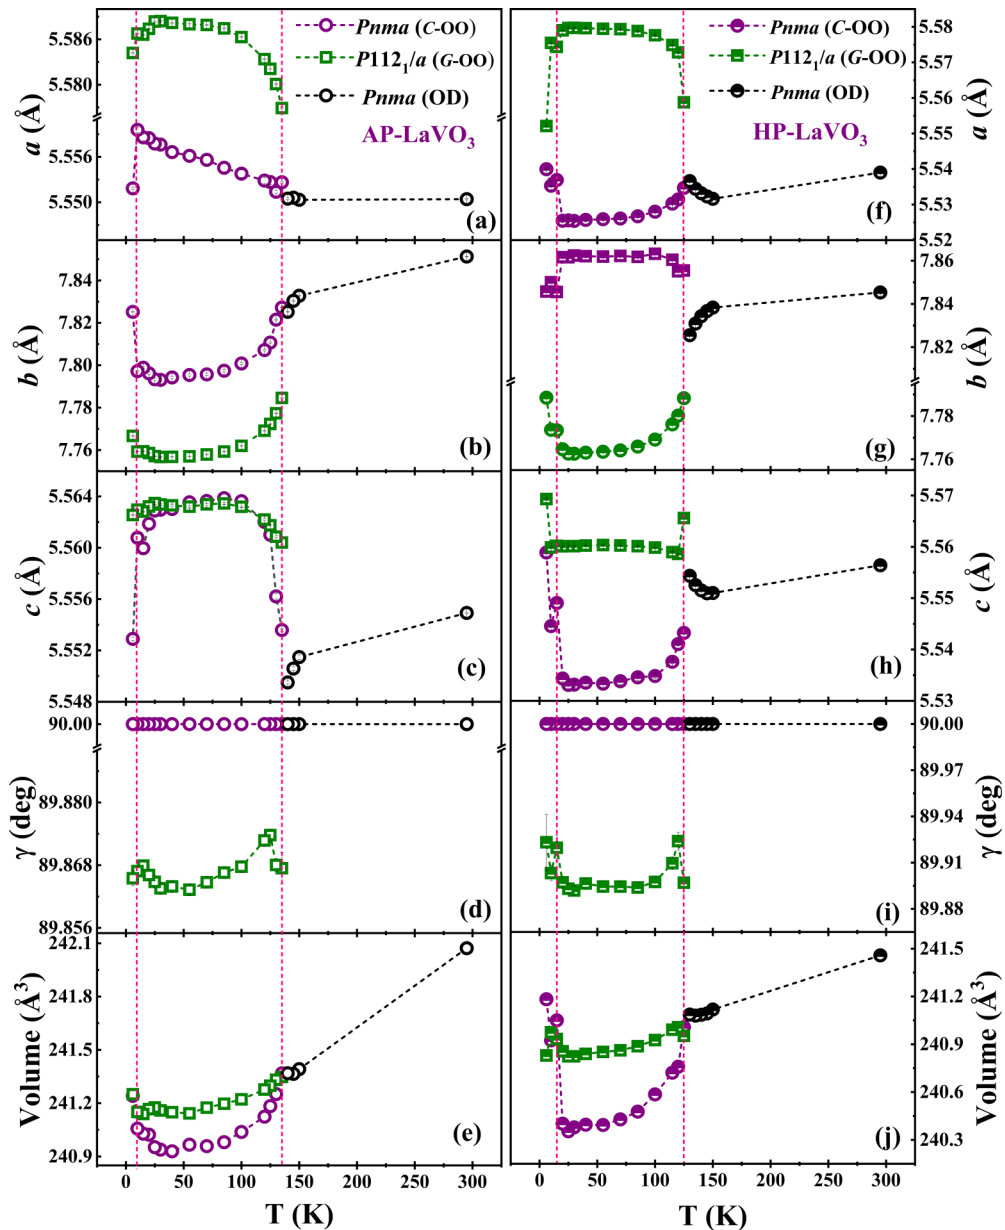 Pnma (C-OO)
P112₁/a (G-OO)
Pnma (OD)
AP-LaVO₃
a (Å)
5.586
5.580
5.556
5.550
(a)
Pnma (C-OO)
P112₁/a (G-OO)
Pnma (OD)
HP-LaVO₃
a (Å)
5.58
5.57
5.56
5.55
5.54
5.53
5.52
(f)
b (Å)
7.84
7.82
7.80
7.78
7.76
(b)
b (Å)
7.86
7.84
7.82
7.78
7.76
(g)
c (Å)
5.564
5.560
5.556
5.552
5.548
(c)
c (Å)
5.57
5.56
5.55
5.54
5.53
(h)
γ (deg)
90.00
89.880
89.868
89.856
(d)
γ (deg)
90.00
89.97
89.94
89.91
89.88
(i)
Volume (Å³)
242.1
241.8
241.5
241.2
240.9
(e)
Volume (Å³)
241.5
241.2
240.9
240.6
240.3
(j)
0 50 100 150 200 250 300
T (K)
0 50 100 150 200 250 300
T (K)